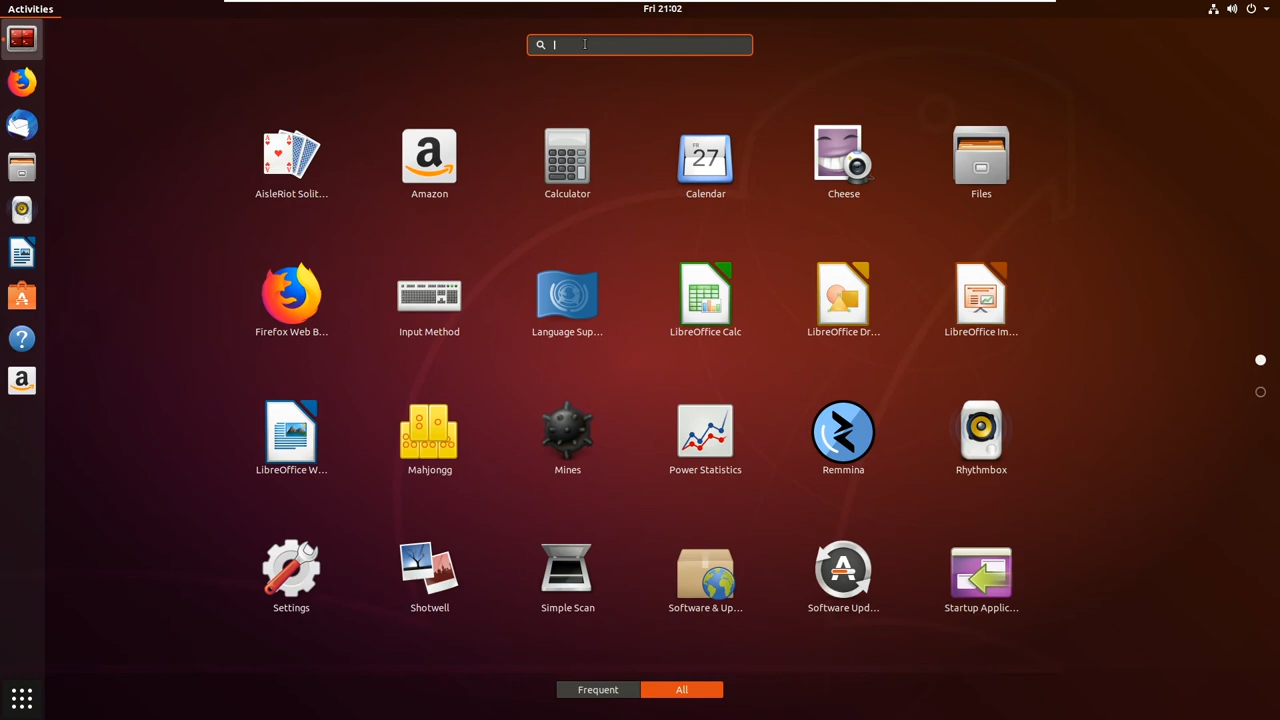 Activities
Fri 21:02
AisleRiot Solit...
Amazon
Calculator
FR
27
Calendar
Cheese
Files
Firefox Web B...
Input Method
Language Sup...
LibreOffice Calc
LibreOffice Dr...
LibreOffice Im...
LibreOffice W...
Mahjongg
Mines
Power Statistics
Remmina
Rhythmbox
Settings
Shotwell
Simple Scan
Software & Up...
Software Upd...
Startup Applic...
Frequent
All